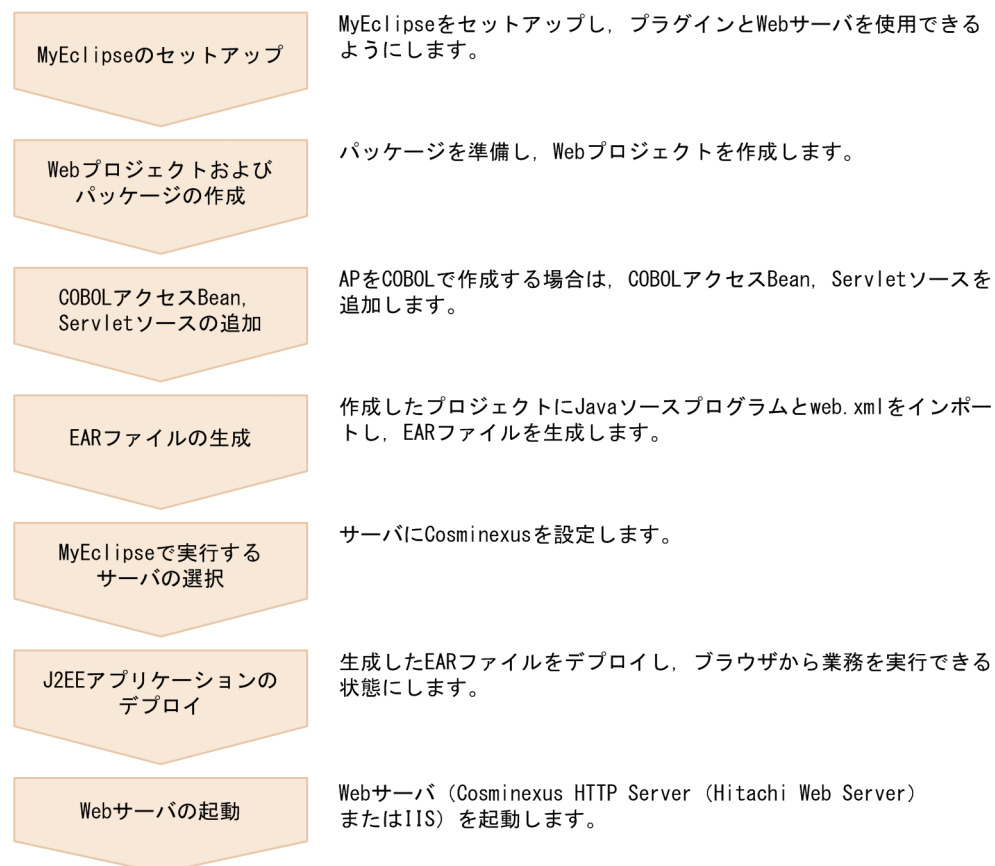 MyEclipseのセットアップ
MyEclipseをセットアップし，プラグインとWebサーバを使用できる
ようにします。
Webプロジェクトおよび
パッケージの作成
パッケージを準備し，Webプロジェクトを作成します。
COBOLアクセスBean，
Servletソースの追加
APをCOBOLで作成する場合は，COBOLアクセスBean，Servletソースを
追加します。
EARファイルの生成
作成したプロジェクトにJavaソースプログラムとweb.xmlをインポー
トし，EARファイルを生成します。
MyEclipseで実行する
サーバの選択
サーバにCosminexusを設定します。
J2EEアプリケーションの
デプロイ
生成したEARファイルをデプロイし，ブラウザから業務を実行できる
状態にします。
Webサーバの起動
Webサーバ（Cosminexus HTTP Server（Hitachi Web Server）
またはIIS）を起動します。